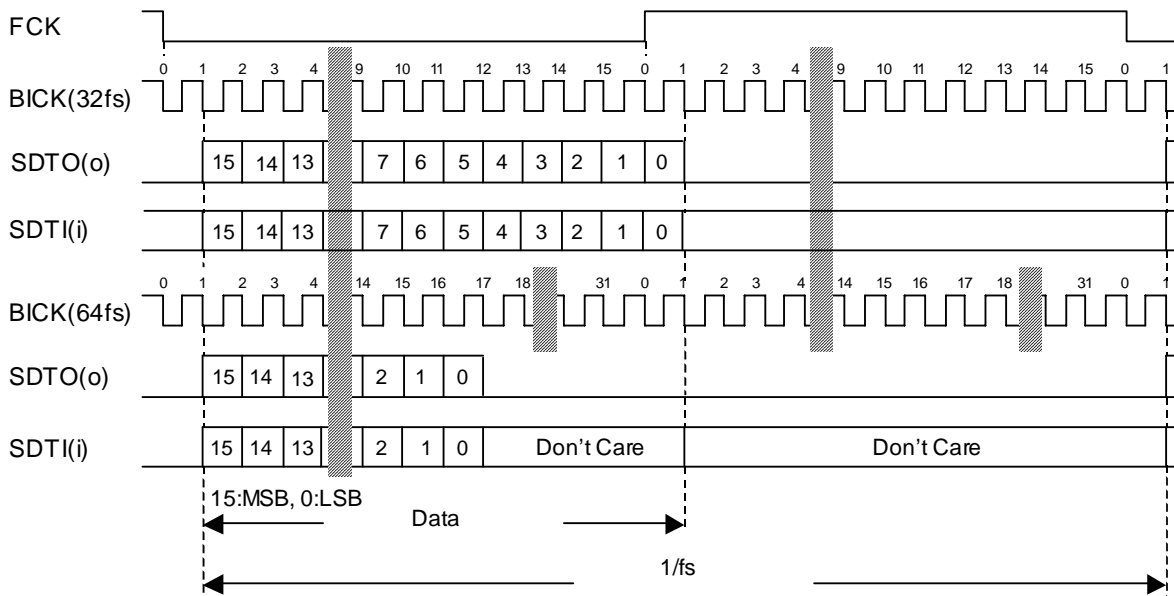 FCK
0 1 2 3 4 9 10 11 12 13 14 15 0 1 2 3 4 9 10 11 12 13 14 15 0 1
BICK(32fs)
SDTO(o) 15 14 13 7 6 5 4 3 2 1 0
SDTI(i) 15 14 13 7 6 5 4 3 2 1 0
0 1 2 3 4 14 15 16 17 18 31 0 1 2 3 4 14 15 16 17 18 31 0 1
BICK(64fs)
SDTO(o) 15 14 13 2 1 0
SDTI(i) 15 14 13 2 1 0 Don't Care Don't Care
15:MSB, 0:LSB
Data
1/fs